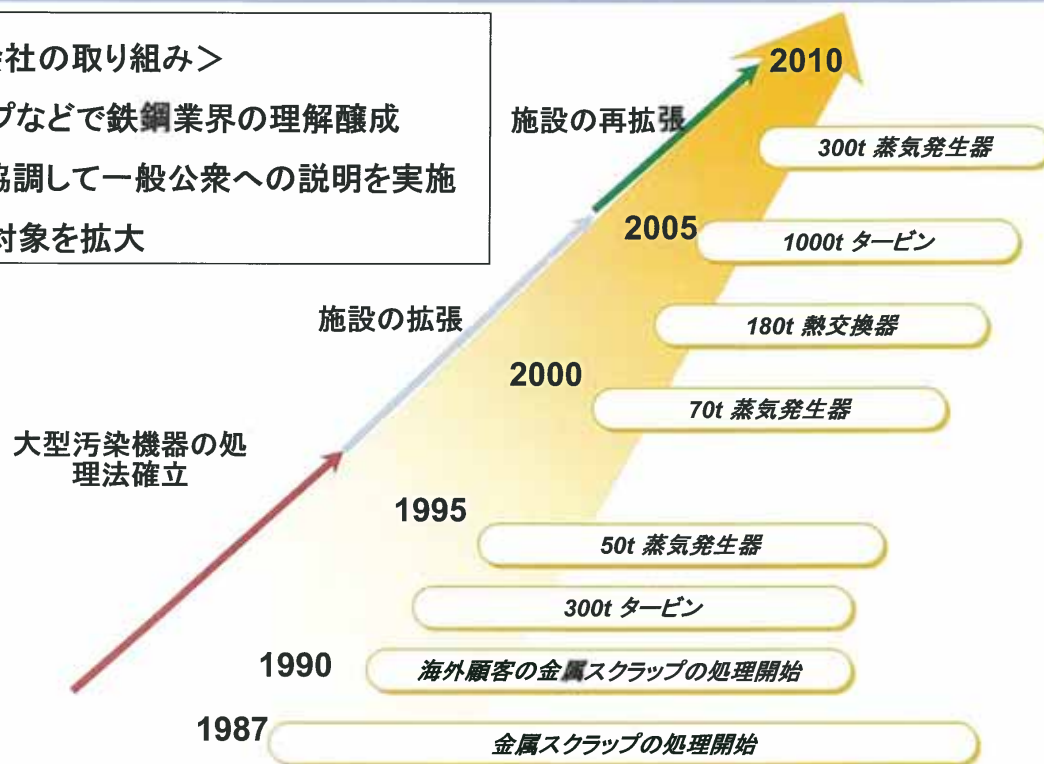 社の取り組み＞
プなどで鉄鋼業界の理解醸成
協調して一般公衆への説明を実施
対象を拡大
2010
施設の再拡張
300t 蒸気発生器
2005
1000t タービン
施設の拡張
180t 熱交換器
2000
70t 蒸気発生器
大型汚染機器の処
理法確立
1995
50t 蒸気発生器
300t タービン
1990
海外顧客の金属スクラップの処理開始
1987
金属スクラップの処理開始